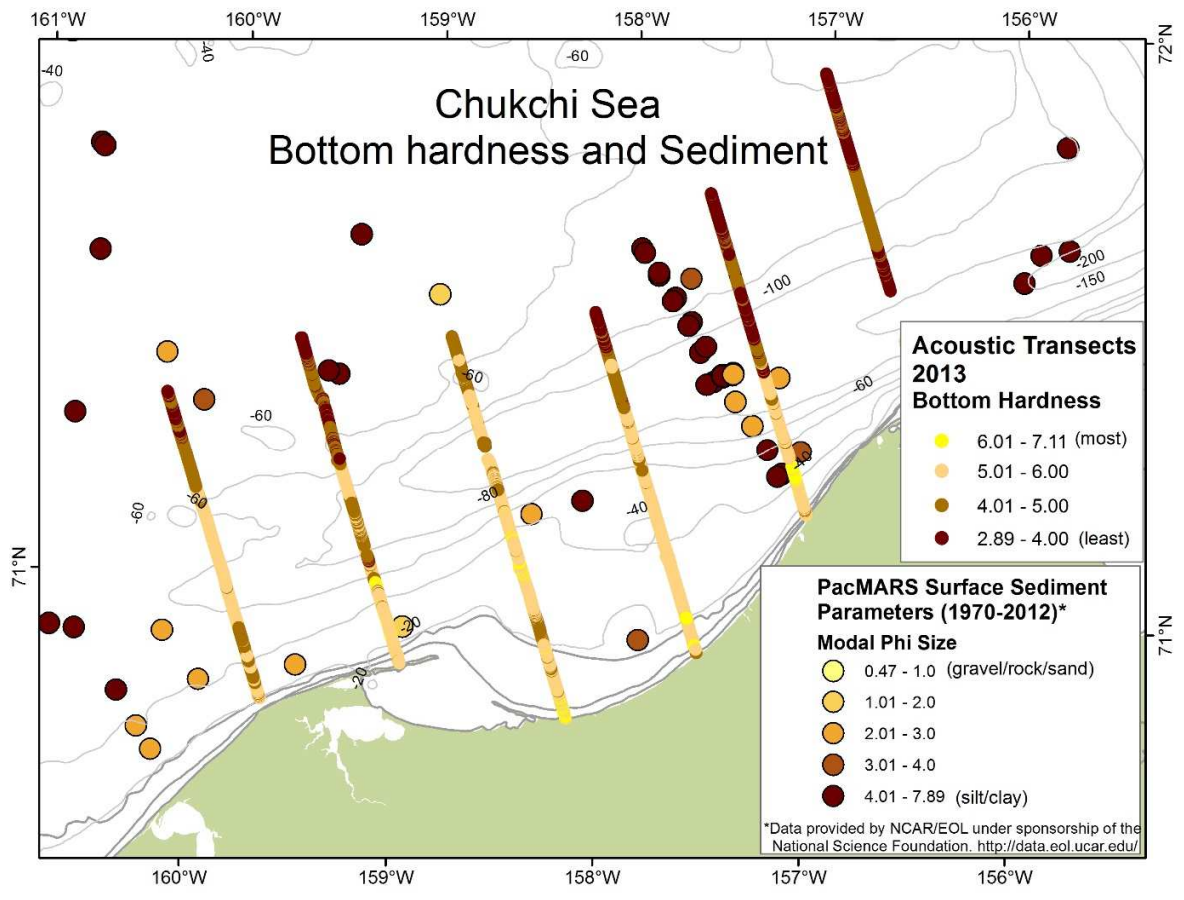 161°W 160°W 159°W 158°W 157°W 156°W
72°N
-40
-40
-60
Chukchi Sea
Bottom hardness and Sediment
-200
-150
-100
-60
-60
-60
Acoustic Transects
2013
Bottom Hardness
6.01 - 7.11 (most)
5.01 - 6.00
4.01 - 5.00
2.89 - 4.00 (least)
-40
-80
-60
-60
-40
71°N
71°N
-20
-20
PacMARS Surface Sediment
Parameters (1970-2012)*
Modal Phi Size
0.47 - 1.0 (gravel/rock/sand)
1.01 - 2.0
2.01 - 3.0
3.01 - 4.0
4.01 - 7.89 (silt/clay)
*Data provided by NCAR/EOL under sponsorship of the
National Science Foundation. http://data.eol.ucar.edu/
160°W 159°W 158°W 157°W 156°W